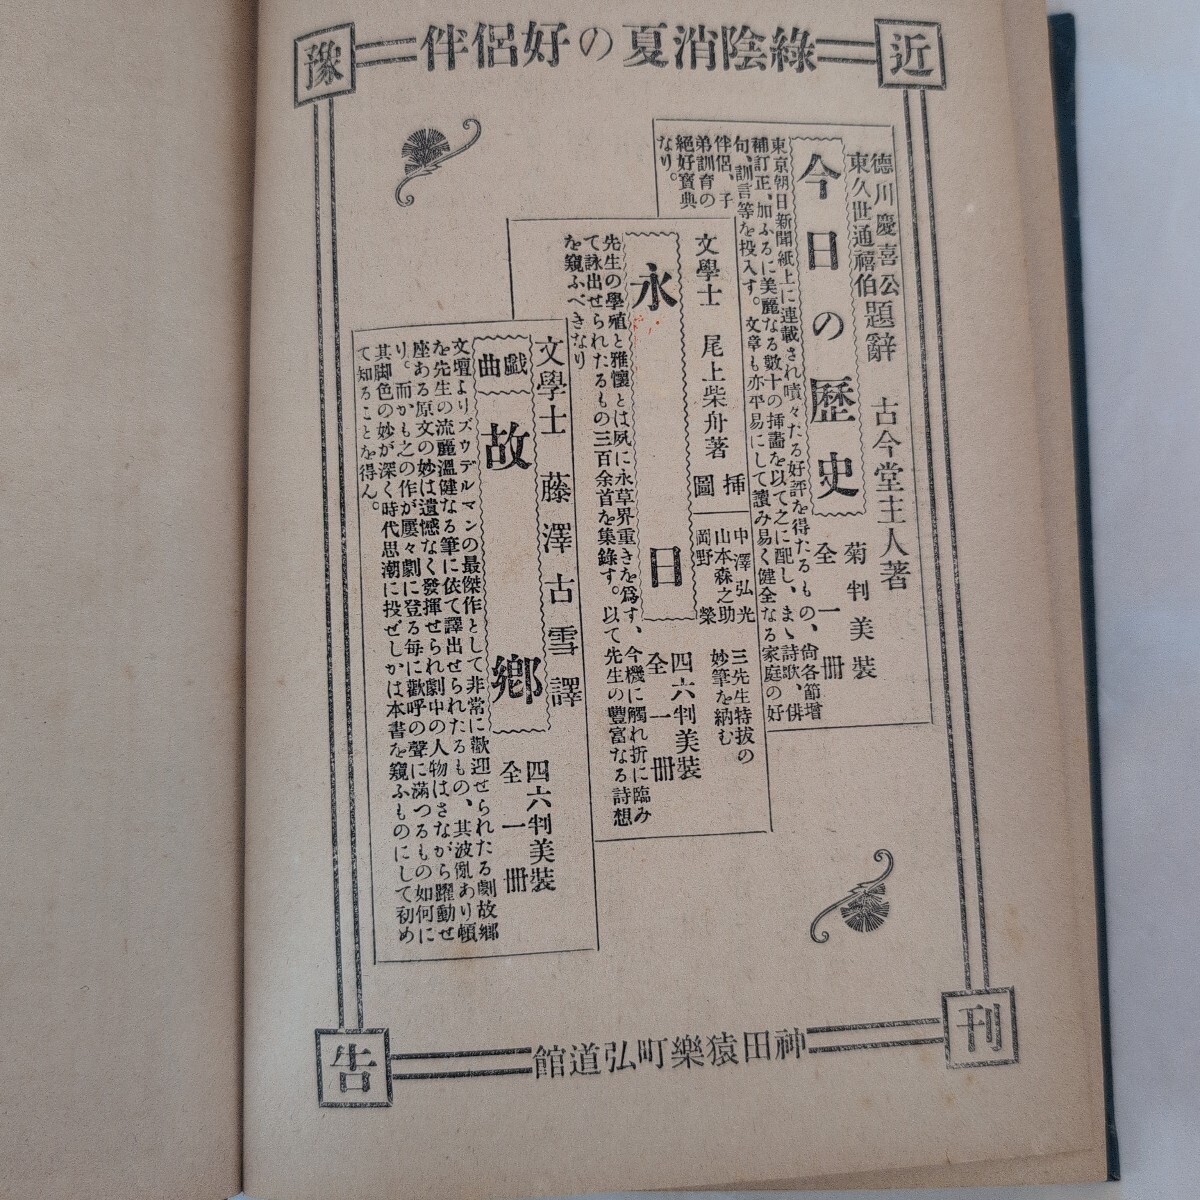 近刊豫告
綠陰消夏の好侶伴
德川慶喜公
東久世通禧伯
題辭
古今堂主人著
今日の歷史
菊判美裝
全一冊
東京朝日新聞紙上に連載され嘖々たる好評を得たるもの、尙各節增
補訂正、加ふるに美麗なる數十の揷畵を以て之に配し、まゝ詩歌、俳
句、訓言等を投入す。文章も亦平易にして讀み易く健全なる家庭の好
伴侶、子
弟訓育の
絕好寶典
なり。
文學士 尾上柴舟著
揷圖
中澤弘光
山本森之助
岡野榮
三先生特拔の
妙筆を納む
永日
四六判美裝
全一冊
先生の學殖と雅懷とは夙に永草界重きを爲す、今機に觸れ折に臨み
て詠出せられたるもの三百余首を集錄す。以て先生の豐富なる詩想
を窺ふべきなり
文學士 藤澤古雪譯
戲曲
故鄕
四六判美裝
全一冊
文壇よりズウデルマンの最傑作として非常に歡迎せられたる劇故鄕
を先生の流麗溫健なる筆に依て譯出せられたるもの、其波亂あり頓
座ある原文の妙は遺憾なく發揮せられ劇中の人物はさながら躍動せ
り。而かも之の作が屢々劇に登る每に歡呼の聲に滿つるもの如何に
其脚色の妙が深く時代思潮に投ぜしかは本書を窺ふものにして初め
て知ることを得ん。
神田猿樂町弘道館